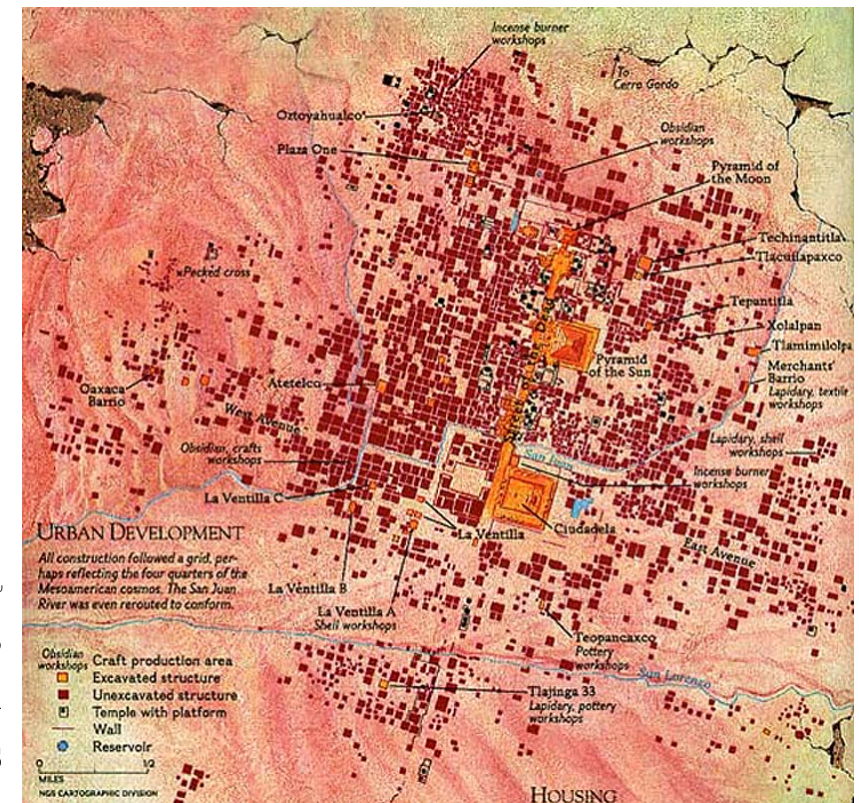 Incense burner
workshops
To
Cerro Gordo
Oztoyahualco
Plaza One
Obsidian
workshops
Pyramid of
the Moon
Techinantitla
Tlacuilapaxco
Pecked cross
Tepantitla
Xolalpan
Tlamimilolpa
Pyramid
of the Sun
Merchants'
Barrio
Lapidary, textile
workshops
Oaxaca
Barrio
Atetelco
West Avenue
Obsidian, crafts
workshops
Lapidary, shell
workshops
San Juan
Incense burner
workshops
La Ventilla C
La Ventilla
Ciudadela
East Avenue
URBAN DEVELOPMENT
All construction followed a grid, per-
haps reflecting the four quarters of the
Mesoamerican cosmos. The San Juan
River was even rerouted to conform.
La Ventilla B
La Ventilla A
Shell workshops
Teopancaxco
Pottery
workshops
San Lorenzo
Tlajinga 33
Lapidary, pottery
workshops
Obsidian
workshops
Craft production area
Excavated structure
Unexcavated structure
Temple with platform
Wall
Reservoir
0 1/2
MILES
NGS CARTOGRAPHIC DIVISION
HOUSING